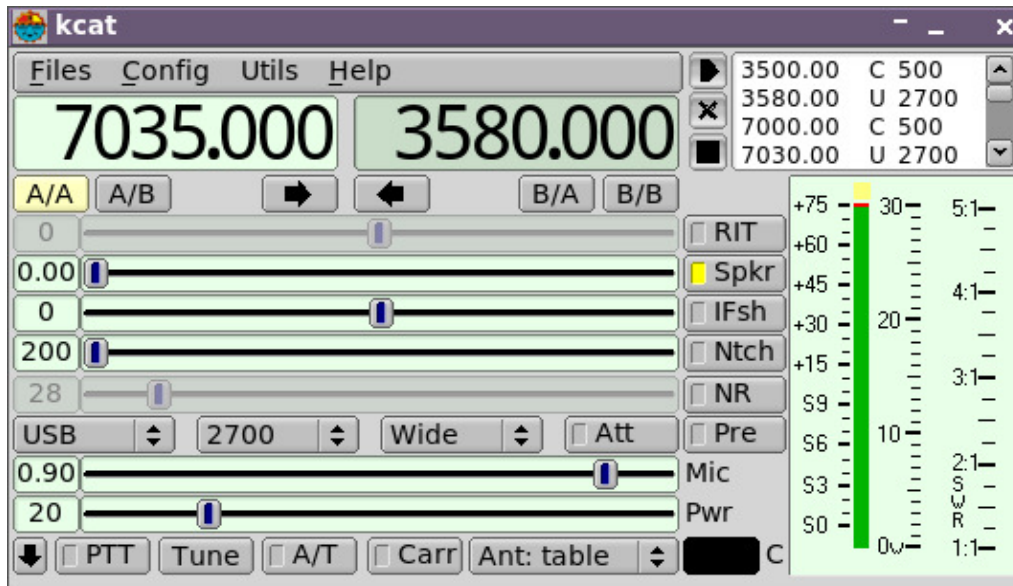 kcat
Files Config Utils Help
7035.000 3580.000
3500.00 C 500
3580.00 U 2700
7000.00 C 500
7030.00 U 2700
A/A A/B B/A B/B
0 RIT
0.00 Spkr
0 IFsh
200 Ntch
28 NR
USB 2700 Wide Att Pre
0.90 Mic
20 Pwr
PTT Tune A/T Carr Ant: table C
+75 30 5:1
+60
+45 4:1
+30 20
+15 3:1
S9
S6 10
S3 2:1
SWR
S0
0w 1:1